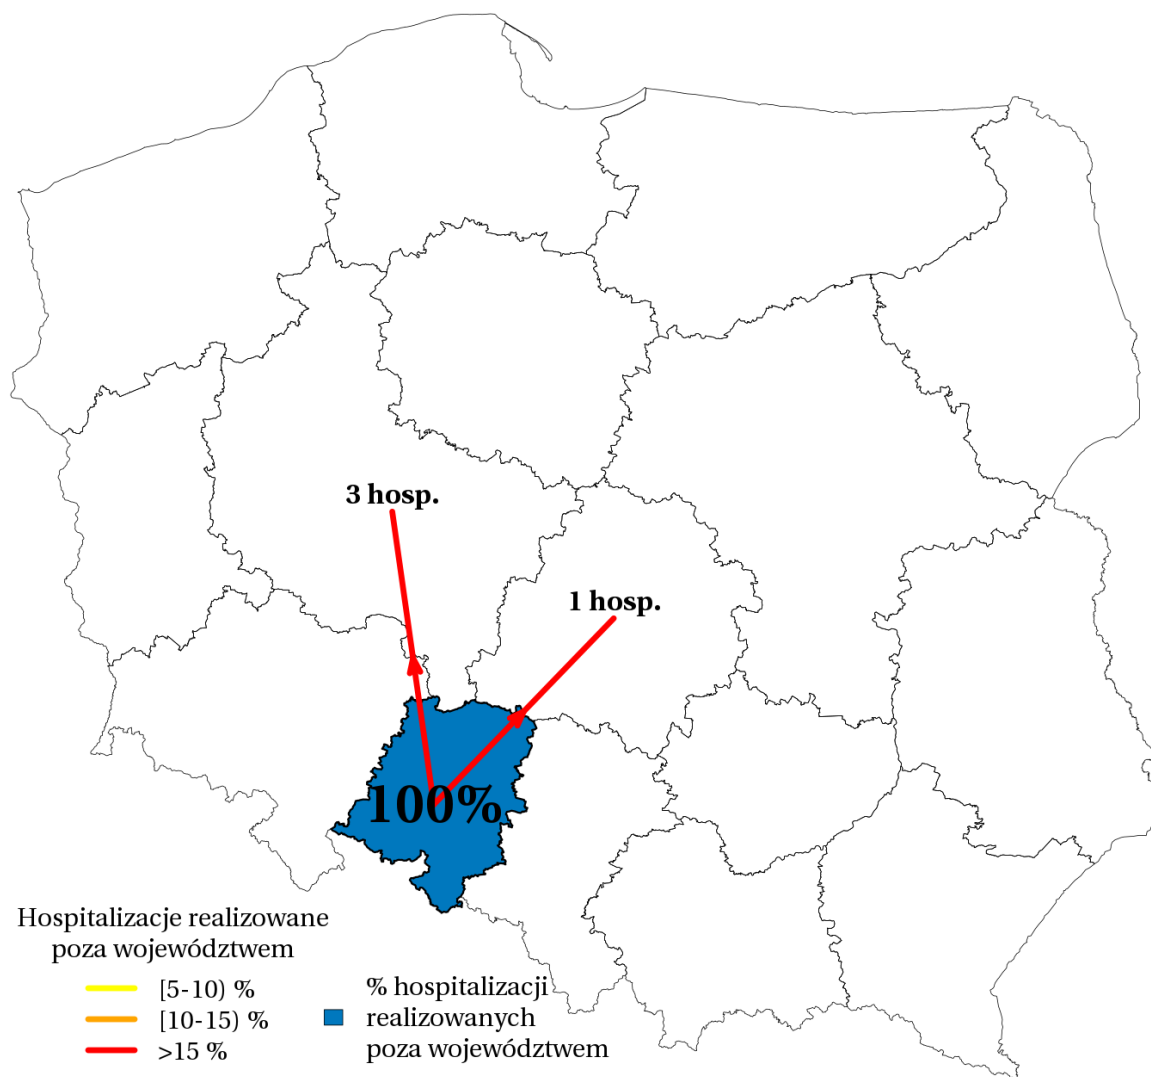 3 hosp.
1 hosp.
100%
Hospitalizacje realizowane
poza województwem
[5-10) %
[10-15) %
>15 %
% hospitalizacji
realizowanych
poza województwem